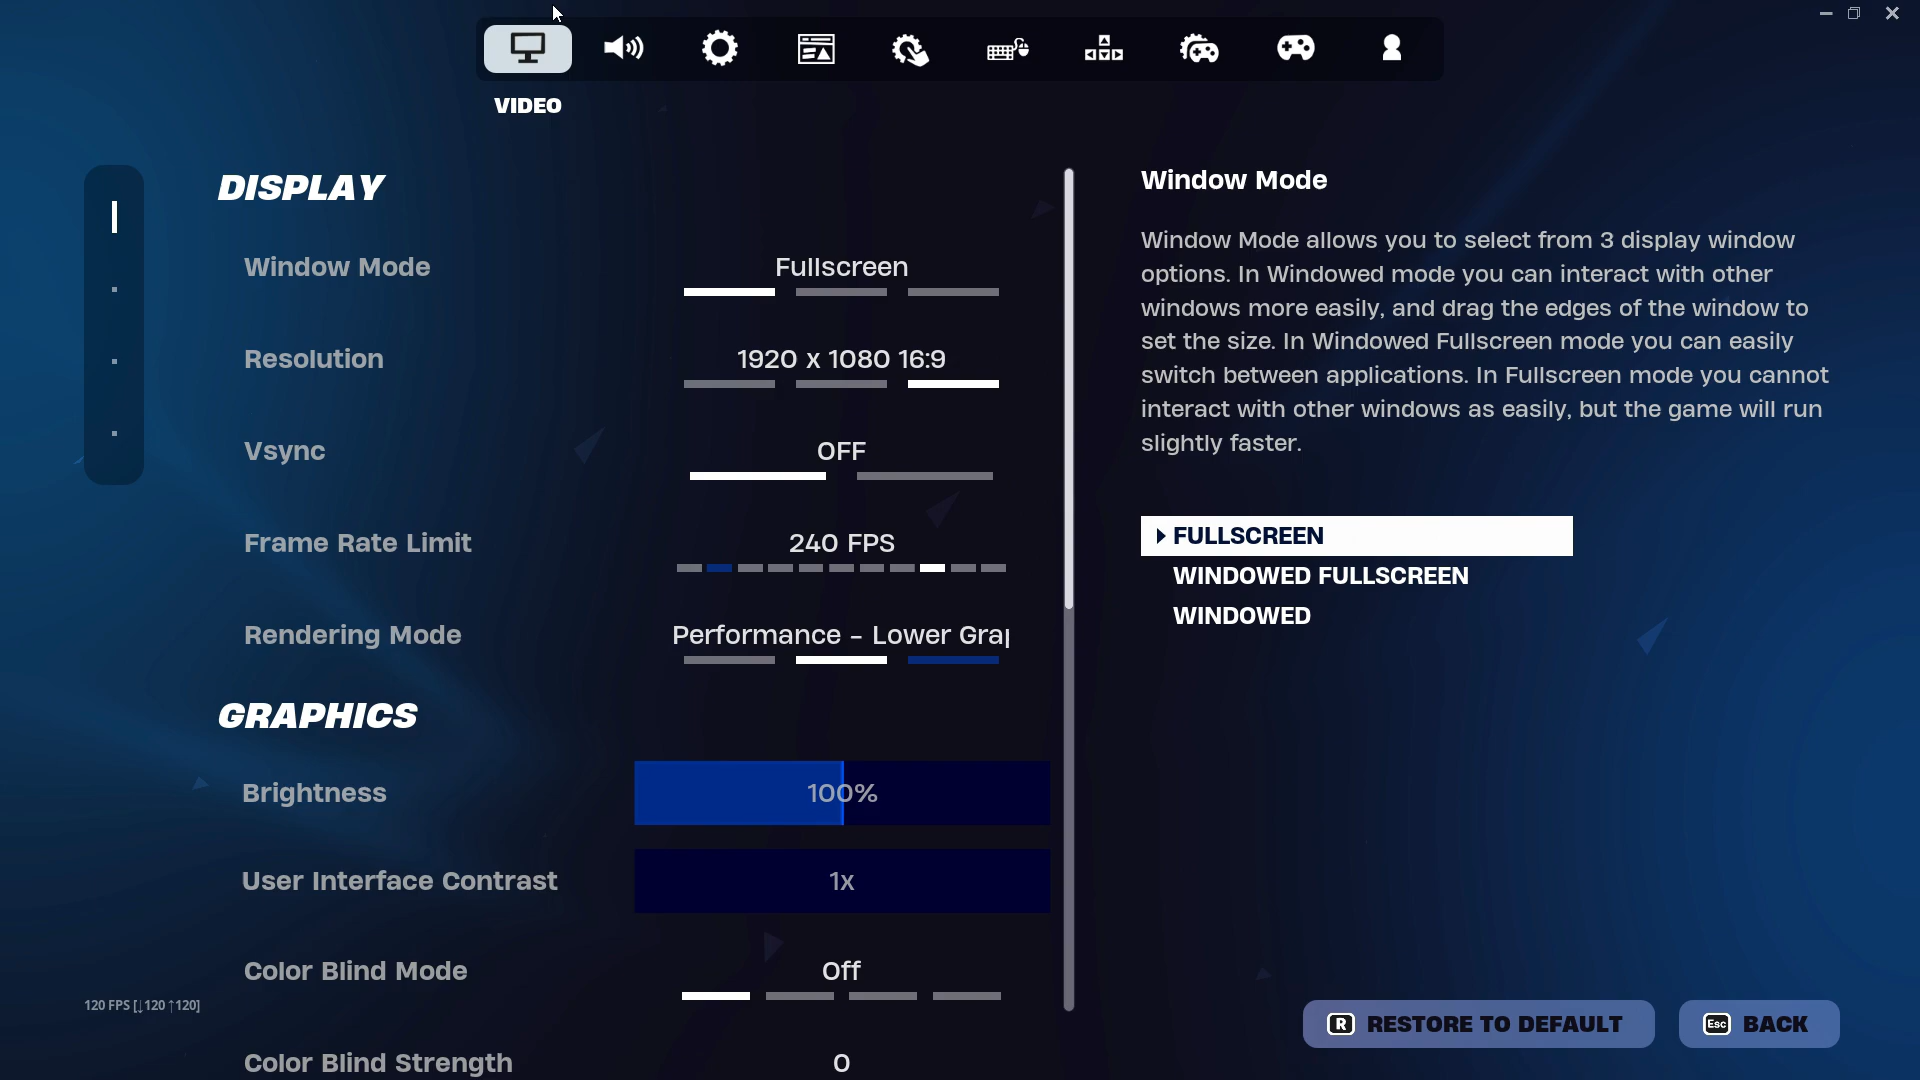 VIDEO
DISPLAY
Window Mode
Fullscreen
Resolution
1920 x 1080 16:9
Vsync
OFF
Frame Rate Limit
240 FPS
Rendering Mode
Performance - Lower Grap
GRAPHICS
Brightness
100%
User Interface Contrast
1x
Color Blind Mode
Off
Color Blind Strength
0
Window Mode
Window Mode allows you to select from 3 display window
options. In Windowed mode you can interact with other
windows more easily, and drag the edges of the window to
set the size. In Windowed Fullscreen mode you can easily
switch between applications. In Fullscreen mode you cannot
interact with other windows as easily, but the game will run
slightly faster.
FULLSCREEN
WINDOWED FULLSCREEN
WINDOWED
120 FPS [↓120 ↑120]
R RESTORE TO DEFAULT
Esc BACK